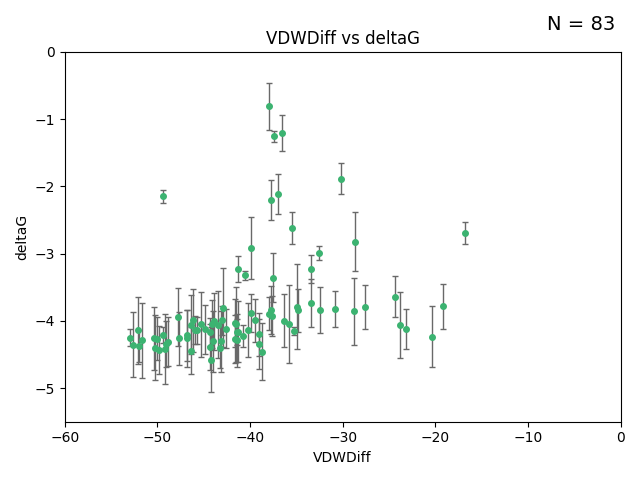 N = 83
VDWDiff vs deltaG
0
−1
−2
−3
−4
−5
deltaG
−60 −50 −40 −30 −20 −10 0
VDWDiff